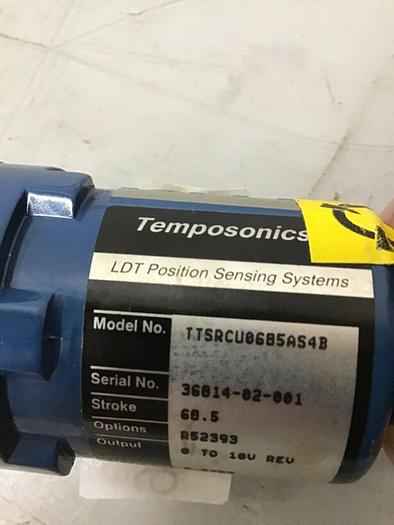 Temposonics
LDT Position Sensing Systems
Model No. TTSRCU0685AS4B
Serial No. 36814-02-001
Stroke 68.5
Options R52393
Output 0 TO 10V REV